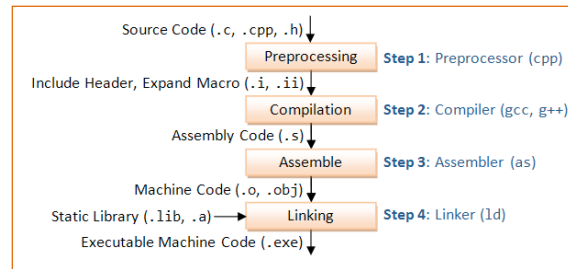 Source Code (.c, .cpp, .h)
Preprocessing
Step 1: Preprocessor (cpp)
Include Header, Expand Macro (.i, .ii)
Compilation
Step 2: Compiler (gcc, g++)
Assembly Code (.s)
Assemble
Step 3: Assembler (as)
Machine Code (.o, .obj)
Static Library (.lib, .a)
Linking
Step 4: Linker (ld)
Executable Machine Code (.exe)